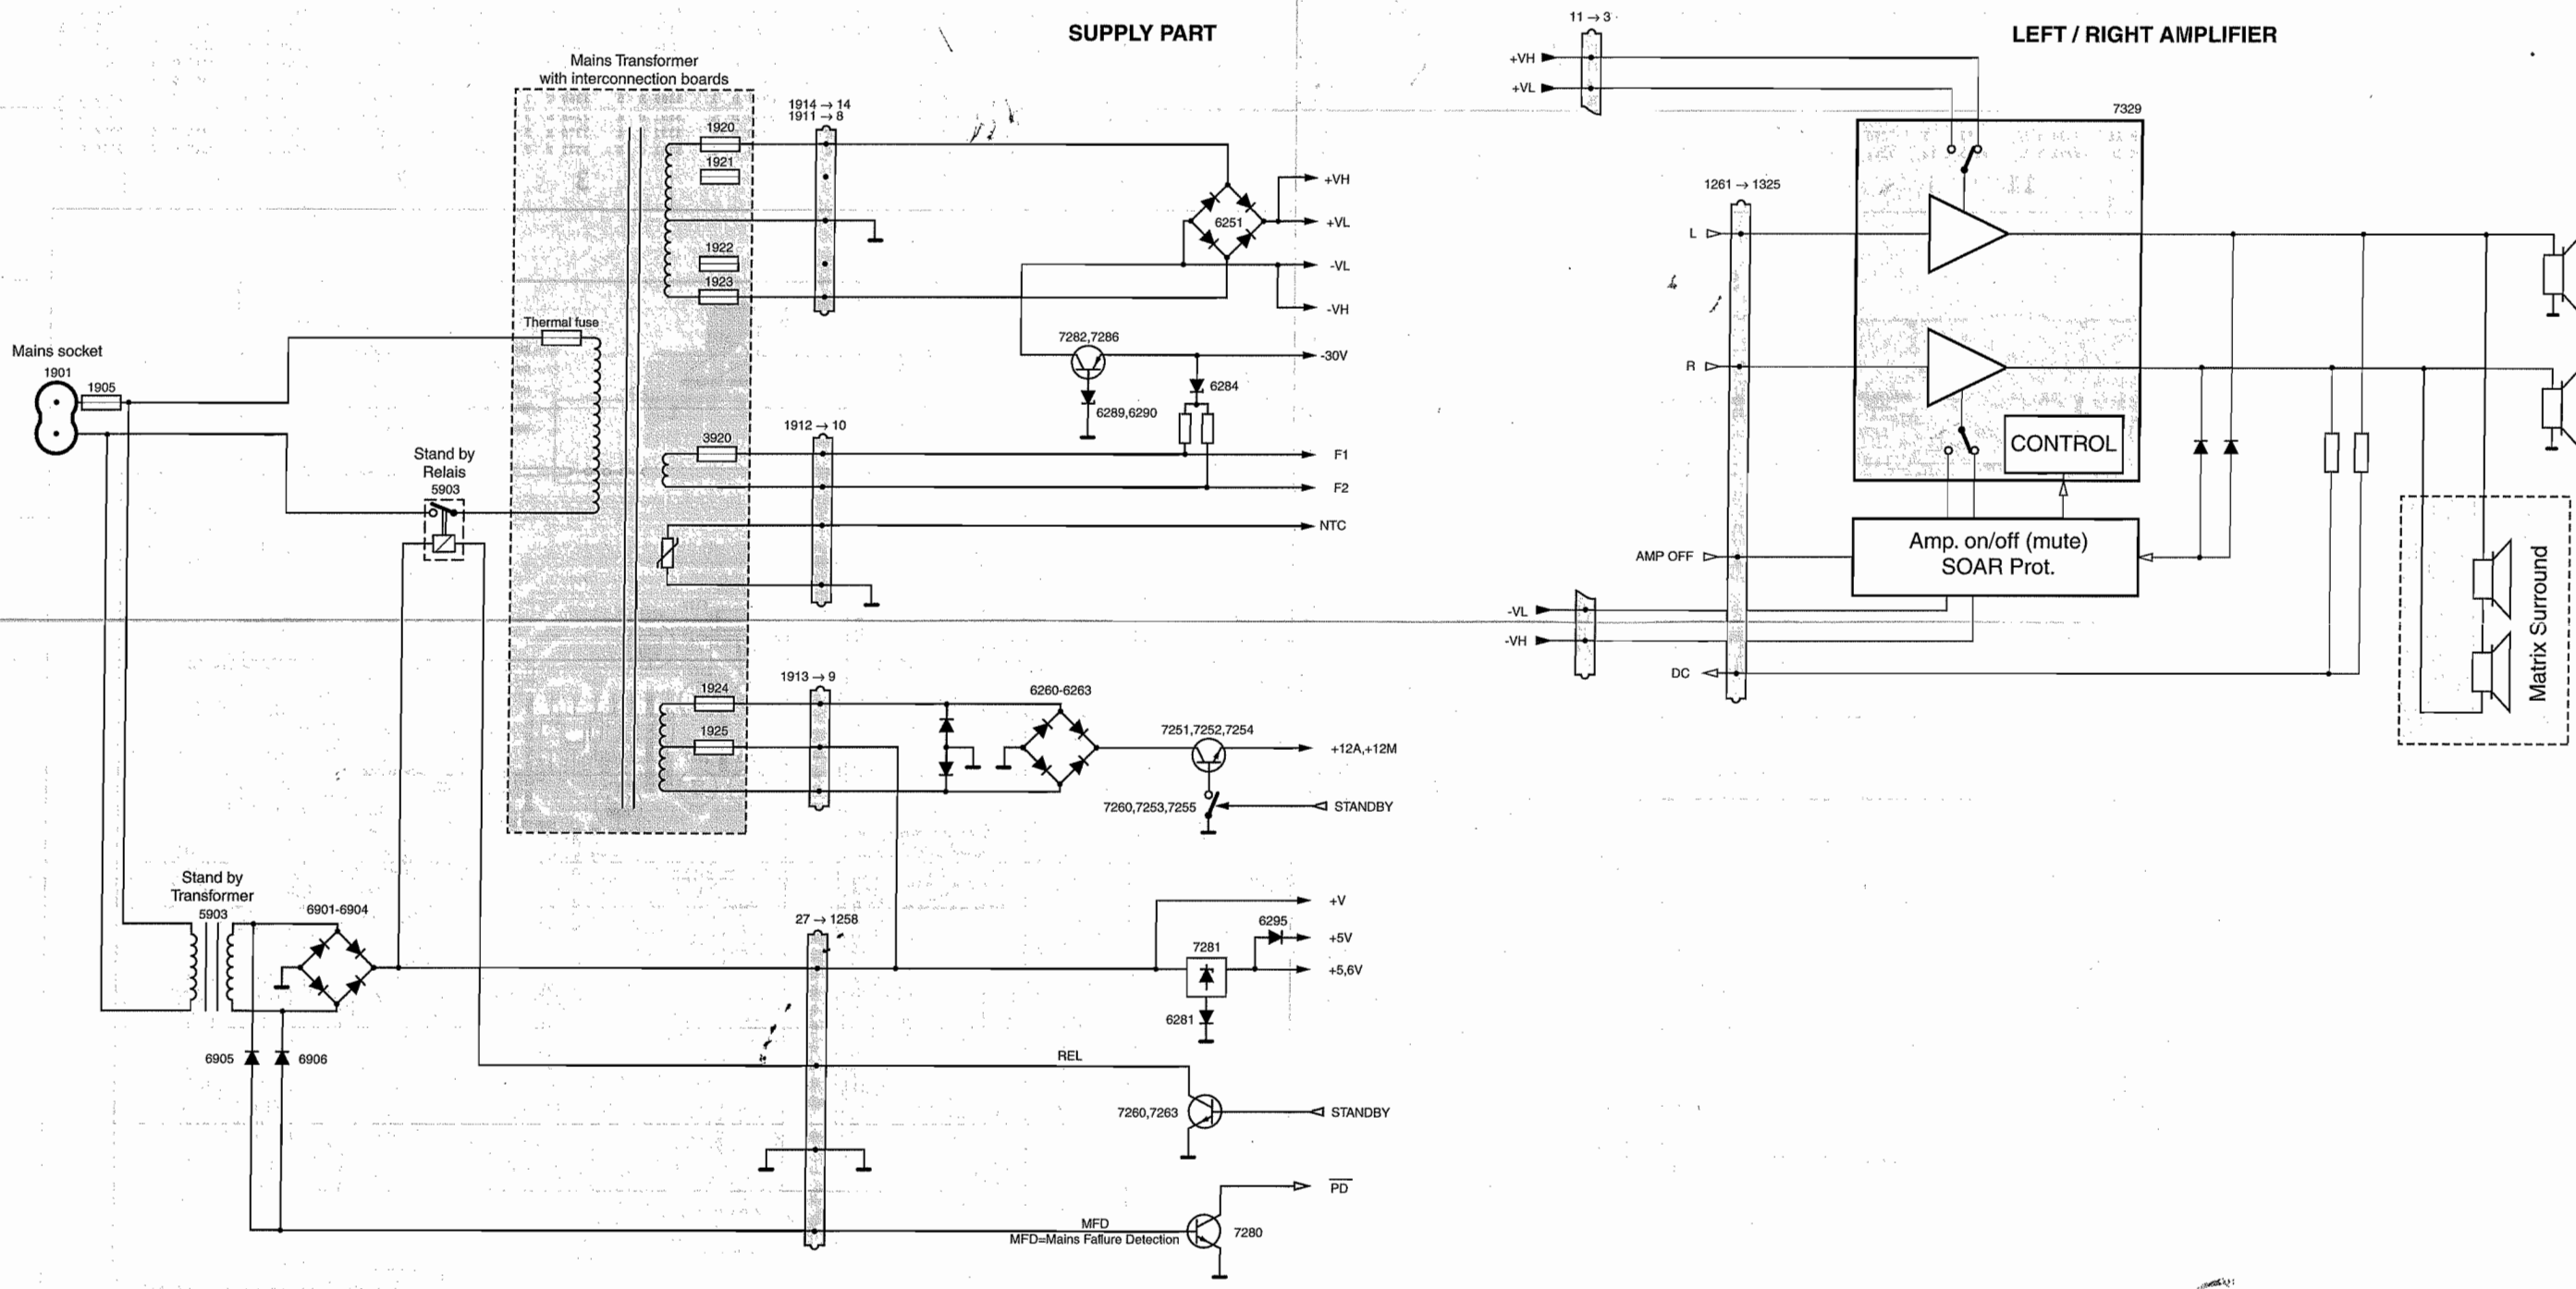 SUPPLY PART
Mains Transformer
with interconnection boards
1914 → 14
1911 → 8
1920
1921
1922
1923
6251
+VH
+VL
-VL
-VH
Thermal fuse
7282,7286
-30V
6284
6289,6290
Mains socket
1901
1905
Stand by
Relais
5903
1912 → 10
3920
F1
F2
NTC
1913 → 9
1924
1925
6260-6263
7251,7252,7254
+12A,+12M
7260,7253,7255
STANDBY
Stand by
Transformer
5903
6901-6904
27 → 1258
+V
6295
+5V
7281
+5,6V
6281
6905
6906
REL
7260,7263
STANDBY
PD
MFD
MFD=Mains Failure Detection
7280
LEFT / RIGHT AMPLIFIER
11 → 3
+VH
+VL
7329
1261 → 1325
L
R
CONTROL
AMP OFF
Amp. on/off (mute)
SOAR Prot.
-VL
-VH
DC
Matrix Surround